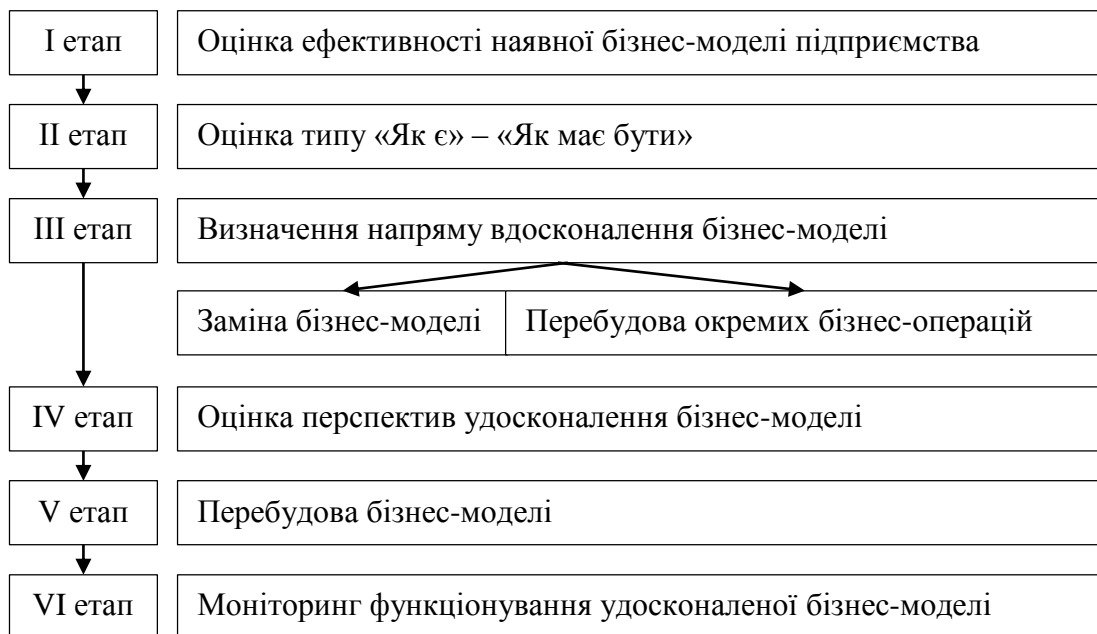 I етап
Оцінка ефективності наявної бізнес-моделі підприємства
II етап
Оцінка типу «Як є» – «Як має бути»
III етап
Визначення напряму вдосконалення бізнес-моделі
Заміна бізнес-моделі
Перебудова окремих бізнес-операцій
IV етап
Оцінка перспектив удосконалення бізнес-моделі
V етап
Перебудова бізнес-моделі
VI етап
Моніторинг функціонування удосконаленої бізнес-моделі